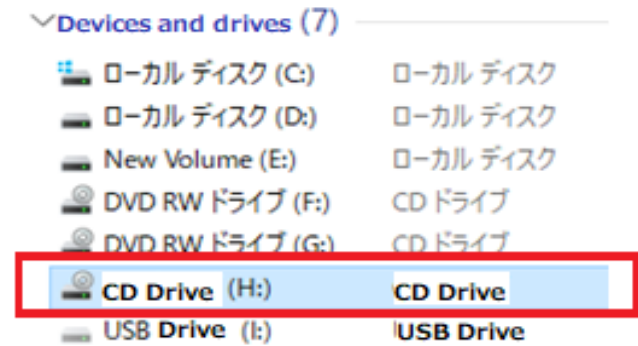 Devices and drives (7)
ローカル ディスク (C:) ローカル ディスク
ローカル ディスク (D:) ローカル ディスク
New Volume (E:) ローカル ディスク
DVD RW ドライブ (F:) CD ドライブ
DVD RW ドライブ (G:) CD ドライブ
CD Drive (H:) CD Drive
USB Drive (I:) USB Drive